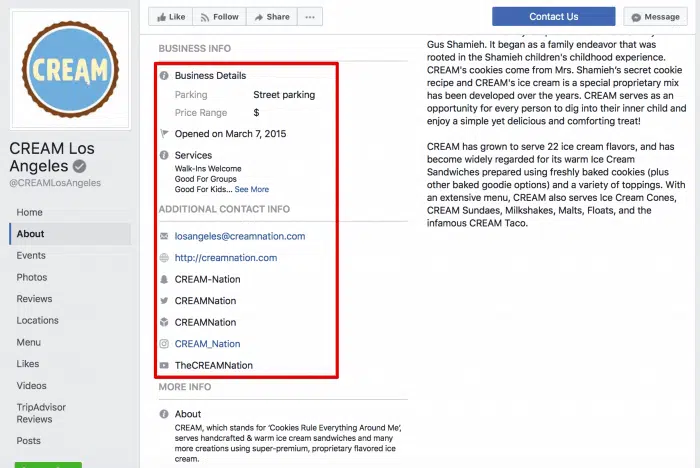 CREAM
CREAM Los
Angeles
@CREAMLosAngeles
Home
About
Events
Photos
Reviews
Locations
Menu
Likes
Videos
TripAdvisor
Reviews
Posts
Like
Follow
Share
Contact Us
Message
BUSINESS INFO
Business Details
Parking Street parking
Price Range $
Opened on March 7, 2015
Services
Walk-Ins Welcome
Good For Groups
Good For Kids... See More
ADDITIONAL CONTACT INFO
losangeles@creamnation.com
http://creamnation.com
CREAM-Nation
CREAMNation
CREAMNation
CREAM_Nation
TheCREAMNation
MORE INFO
About
CREAM, which stands for ‘Cookies Rule Everything Around Me’,
serves handcrafted & warm ice cream sandwiches and many
more creations using super-premium, proprietary flavored ice
cream.
Gus Shamieh. It began as a family endeavor that was
rooted in the Shamieh children's childhood experience.
CREAM's cookies come from Mrs. Shamieh's secret cookie
recipe and CREAM's ice cream is a special proprietary mix
has been developed over the years. CREAM serves as an
opportunity for every person to dig into their inner child and
enjoy a simple yet delicious and comforting treat!
CREAM has grown to serve 22 ice cream flavors, and has
become widely regarded for its warm Ice Cream
Sandwiches prepared using freshly baked cookies (plus
other baked goodie options) and a variety of toppings. With
an extensive menu, CREAM also serves Ice Cream Cones,
CREAM Sundaes, Milkshakes, Malts, Floats, and the
infamous CREAM Taco.